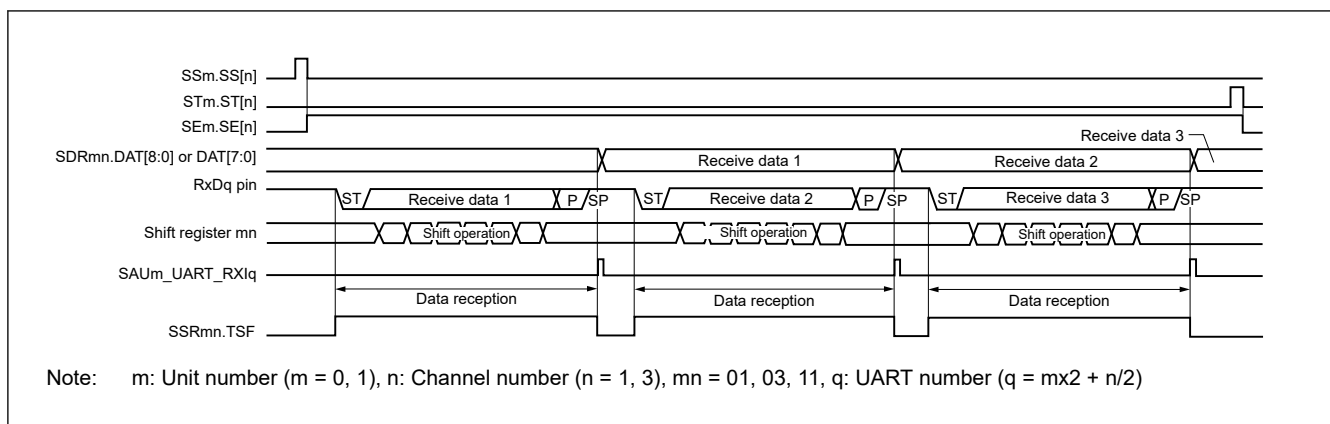 SSm.SS[n]
STm.ST[n]
SEm.SE[n]
Receive data 3
SDRmn.DAT[8:0] or DAT[7:0]
Receive data 1
Receive data 2
RxDq pin
ST
Receive data 1
P
SP
ST
Receive data 2
P
SP
ST
Receive data 3
P
SP
Shift register mn
Shift operation
Shift operation
Shift operation
SAUm_UART_RXIq
Data reception
Data reception
Data reception
SSRmn.TSF
Note: m: Unit number (m = 0, 1), n: Channel number (n = 1, 3), mn = 01, 03, 11, q: UART number (q = mx2 + n/2)